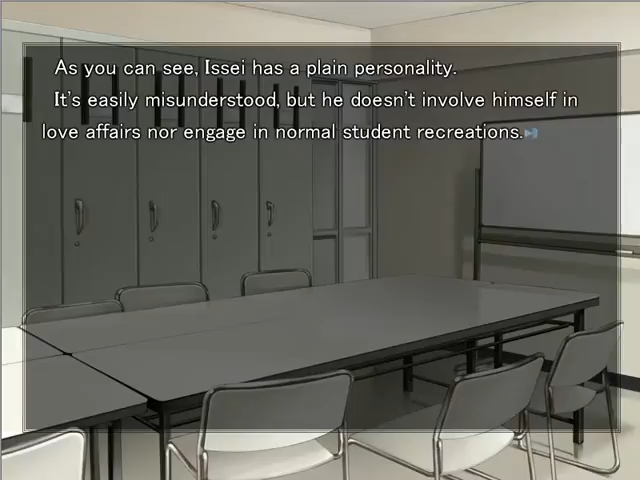 As you can see, Issei has a plain personality.
It's easily misunderstood, but he doesn't involve himself in
love affairs nor engage in normal student recreations.